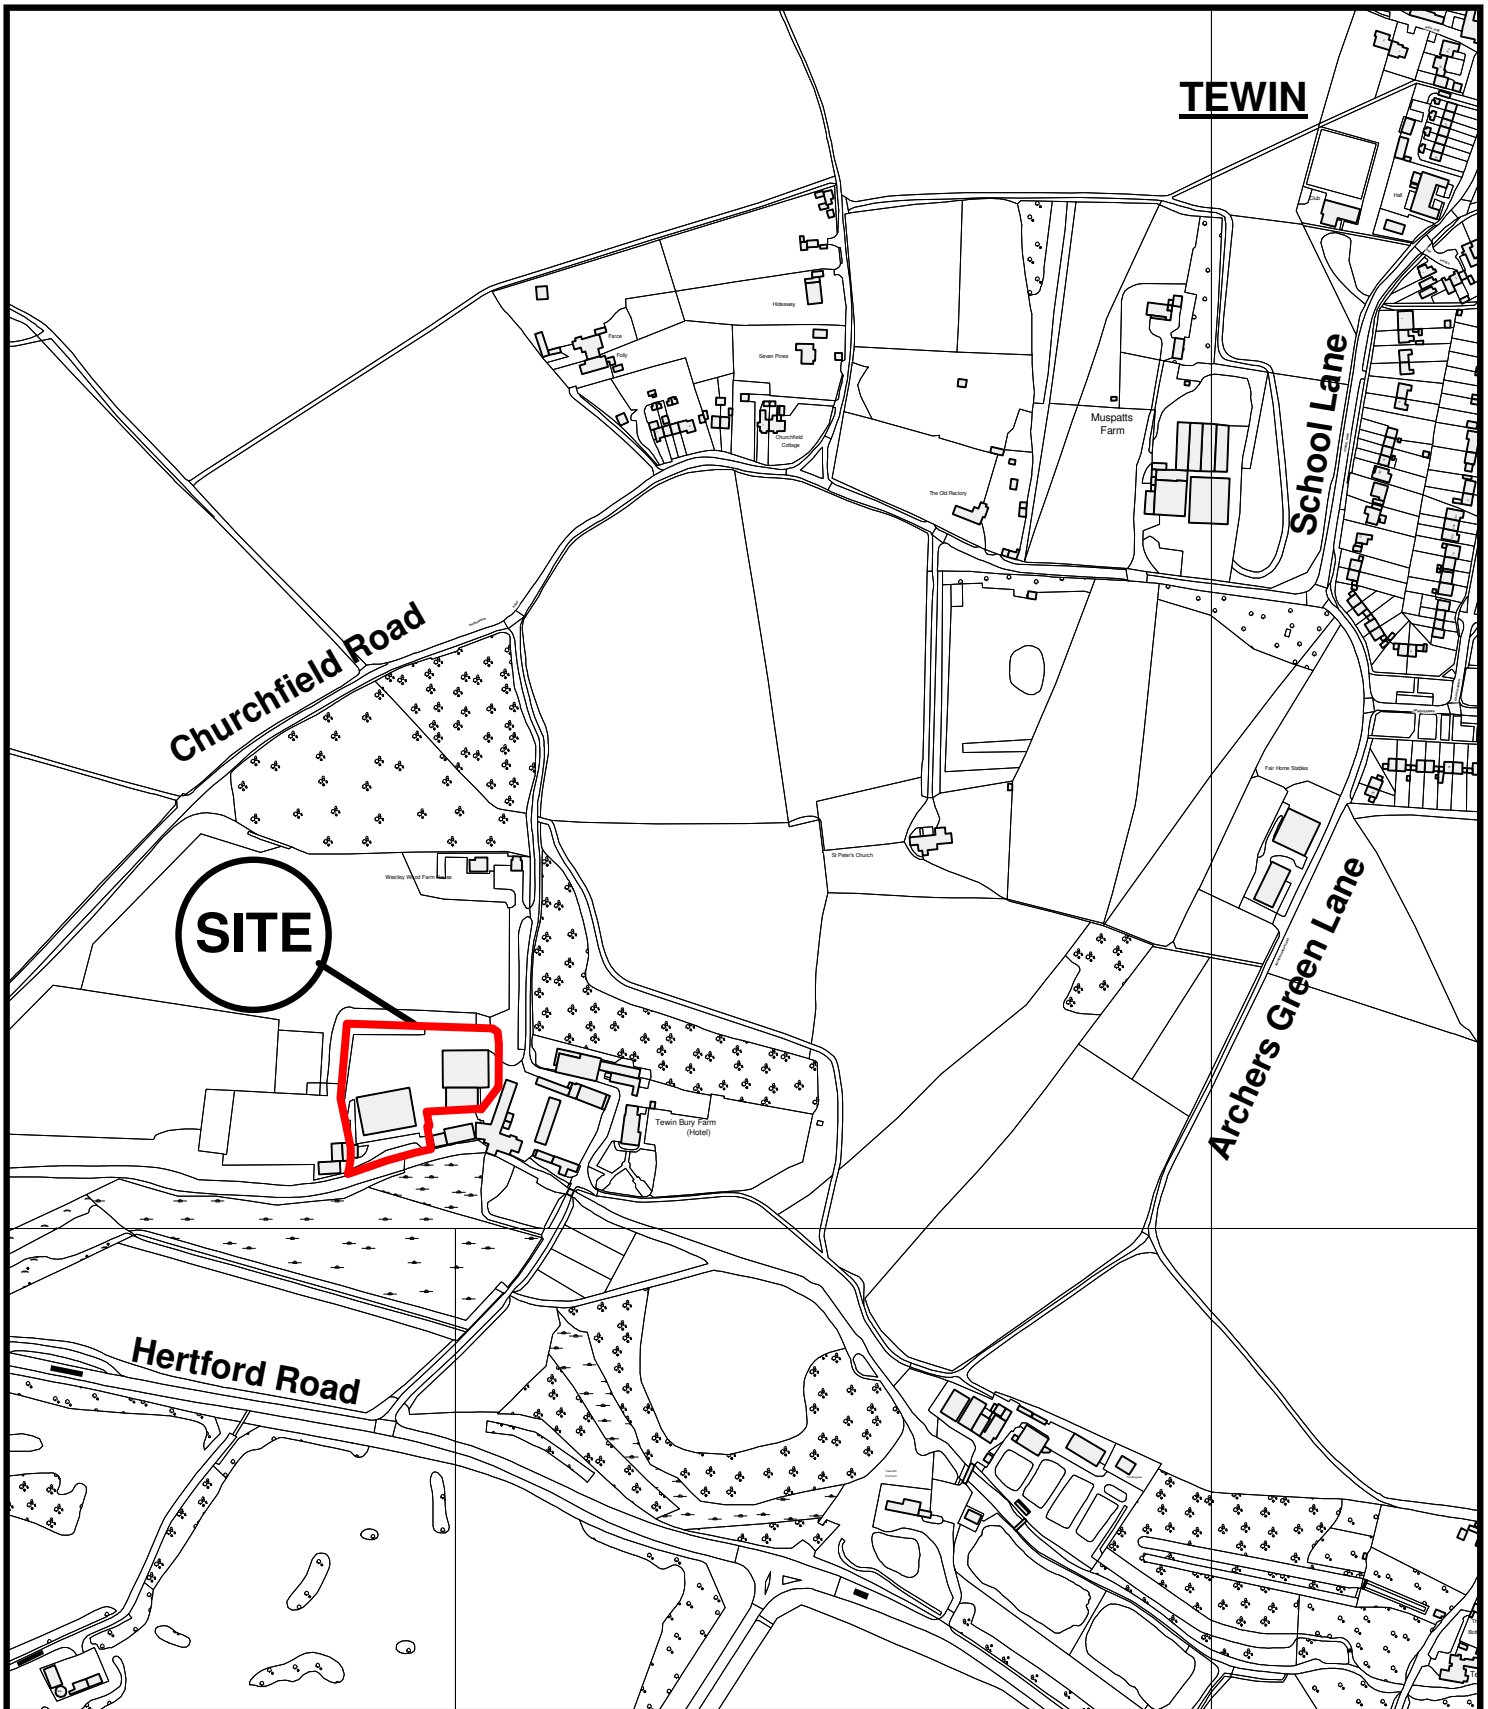 TEWIN
Club
Hall
Hideaway
Farce
Folly
Seven Pines
School Lane
Muspatts
Farm
Churchfield
Cottage
The Old Rectory
Churchfield Road
Fair Home Stables
St Peter's Church
Westley Wood Farm House
SITE
Archers Green Lane
Tewin Bury Farm
(Hotel)
Hertford Road